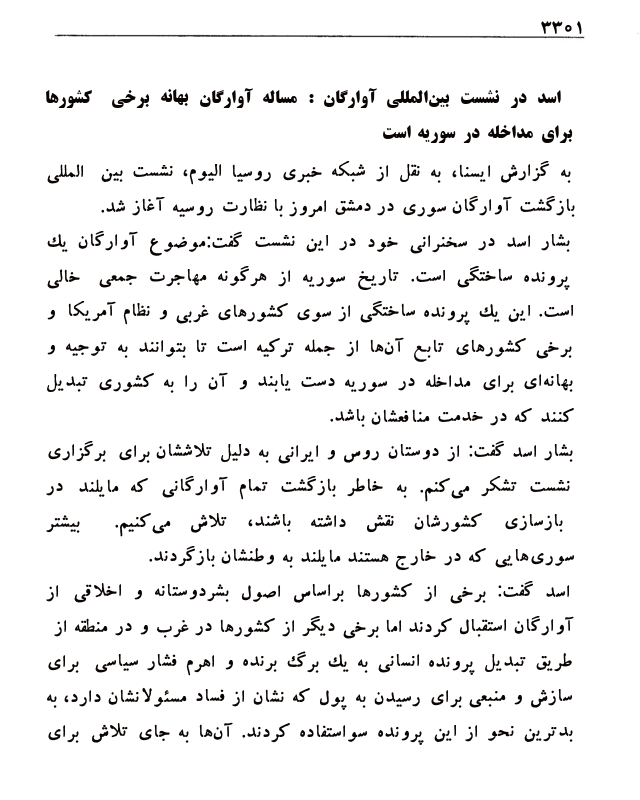 ۳۳۰۱
اسد در نشست بین‌المللی آوارگان : مساله آوارگان بهانه برخی کشورها
برای مداخله در سوریه است
به گزارش ایسنا، به نقل از شبکه خبری روسیا الیوم، نشست بین المللی
بازگشت آوارگان سوری در دمشق امروز با نظارت روسیه آغاز شد.
بشار اسد در سخنرانی خود در این نشست گفت:موضوع آوارگان یك
پرونده ساختگی است. تاریخ سوریه از هرگونه مهاجرت جمعی خالی
است. این یك پرونده ساختگی از سوی کشورهای غربی و نظام آمریکا و
برخی کشورهای تابع آن‌ها از جمله ترکیه است تا بتوانند به توجیه و
بهانه‌ای برای مداخله در سوریه دست یابند و آن را به کشوری تبدیل
کنند که در خدمت منافعشان باشد.
بشار اسد گفت: از دوستان روس و ایرانی به دلیل تلاششان برای برگزاری
نشست تشکر می‌کنم. به خاطر بازگشت تمام آوارگانی که مایلند در
بازسازی کشورشان نقش داشته باشند، تلاش می‌کنیم. بیشتر
سوری‌هایی که در خارج هستند مایلند به وطنشان بازگردند.
اسد گفت: برخی از کشورها براساس اصول بشردوستانه و اخلاقی از
آوارگان استقبال کردند اما برخی دیگر از کشورها در غرب و در منطقه از
طریق تبدیل پرونده انسانی به یك برگ برنده و اهرم فشار سیاسی برای
سازش و منبعی برای رسیدن به پول که نشان از فساد مسئولانشان دارد، به
بدترین نحو از این پرونده سواستفاده کردند. آن‌ها به جای تلاش برای